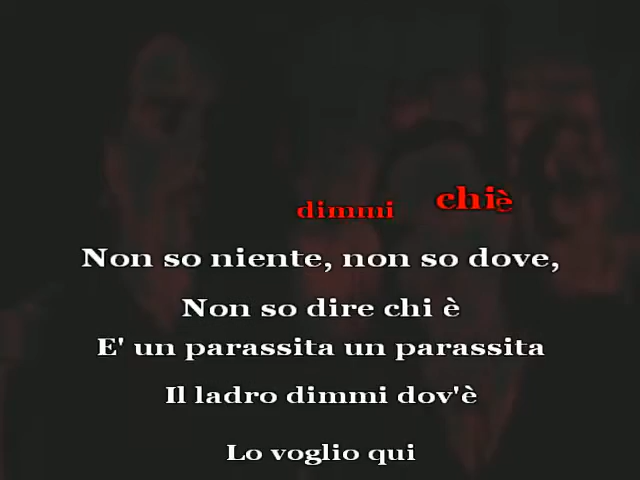 dimmi chi è
Non so niente, non so dove,
Non so dire chi è
E' un parassita un parassita
Il ladro dimmi dov'è
Lo voglio qui